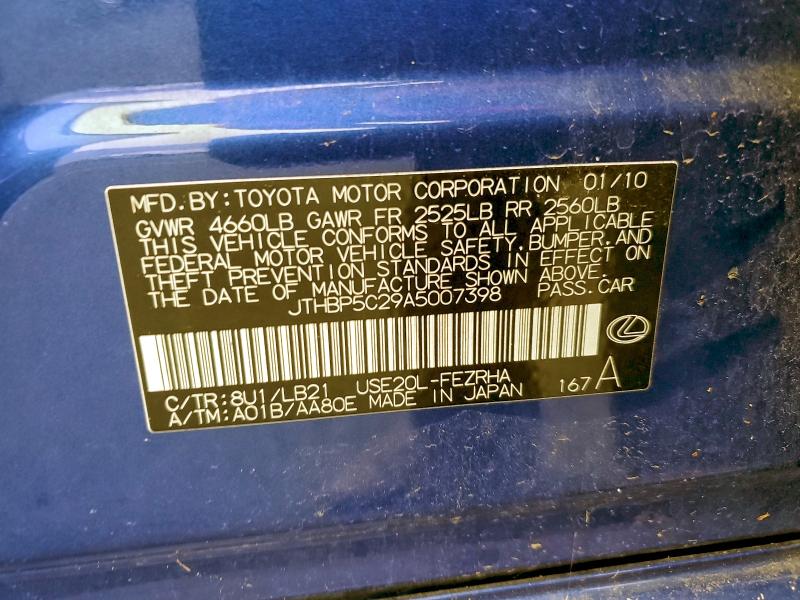 MFD.BY:TOYOTA MOTOR CORPORATION 01/10
GVWR 4660LB GAWR FR 2525LB RR 2560LB
THIS VEHICLE CONFORMS TO ALL APPLICABLE
FEDERAL MOTOR VEHICLE SAFETY,BUMPER,AND
THEFT PREVENTION STANDARDS IN EFFECT ON
THE DATE OF MANUFACTURE SHOWN ABOVE.
JTHBP5C29A5007398 PASS.CAR
C/TR:8U1/LB21 USE20L-FEZRHA
A/TM:A01B/AA80E MADE IN JAPAN 167A